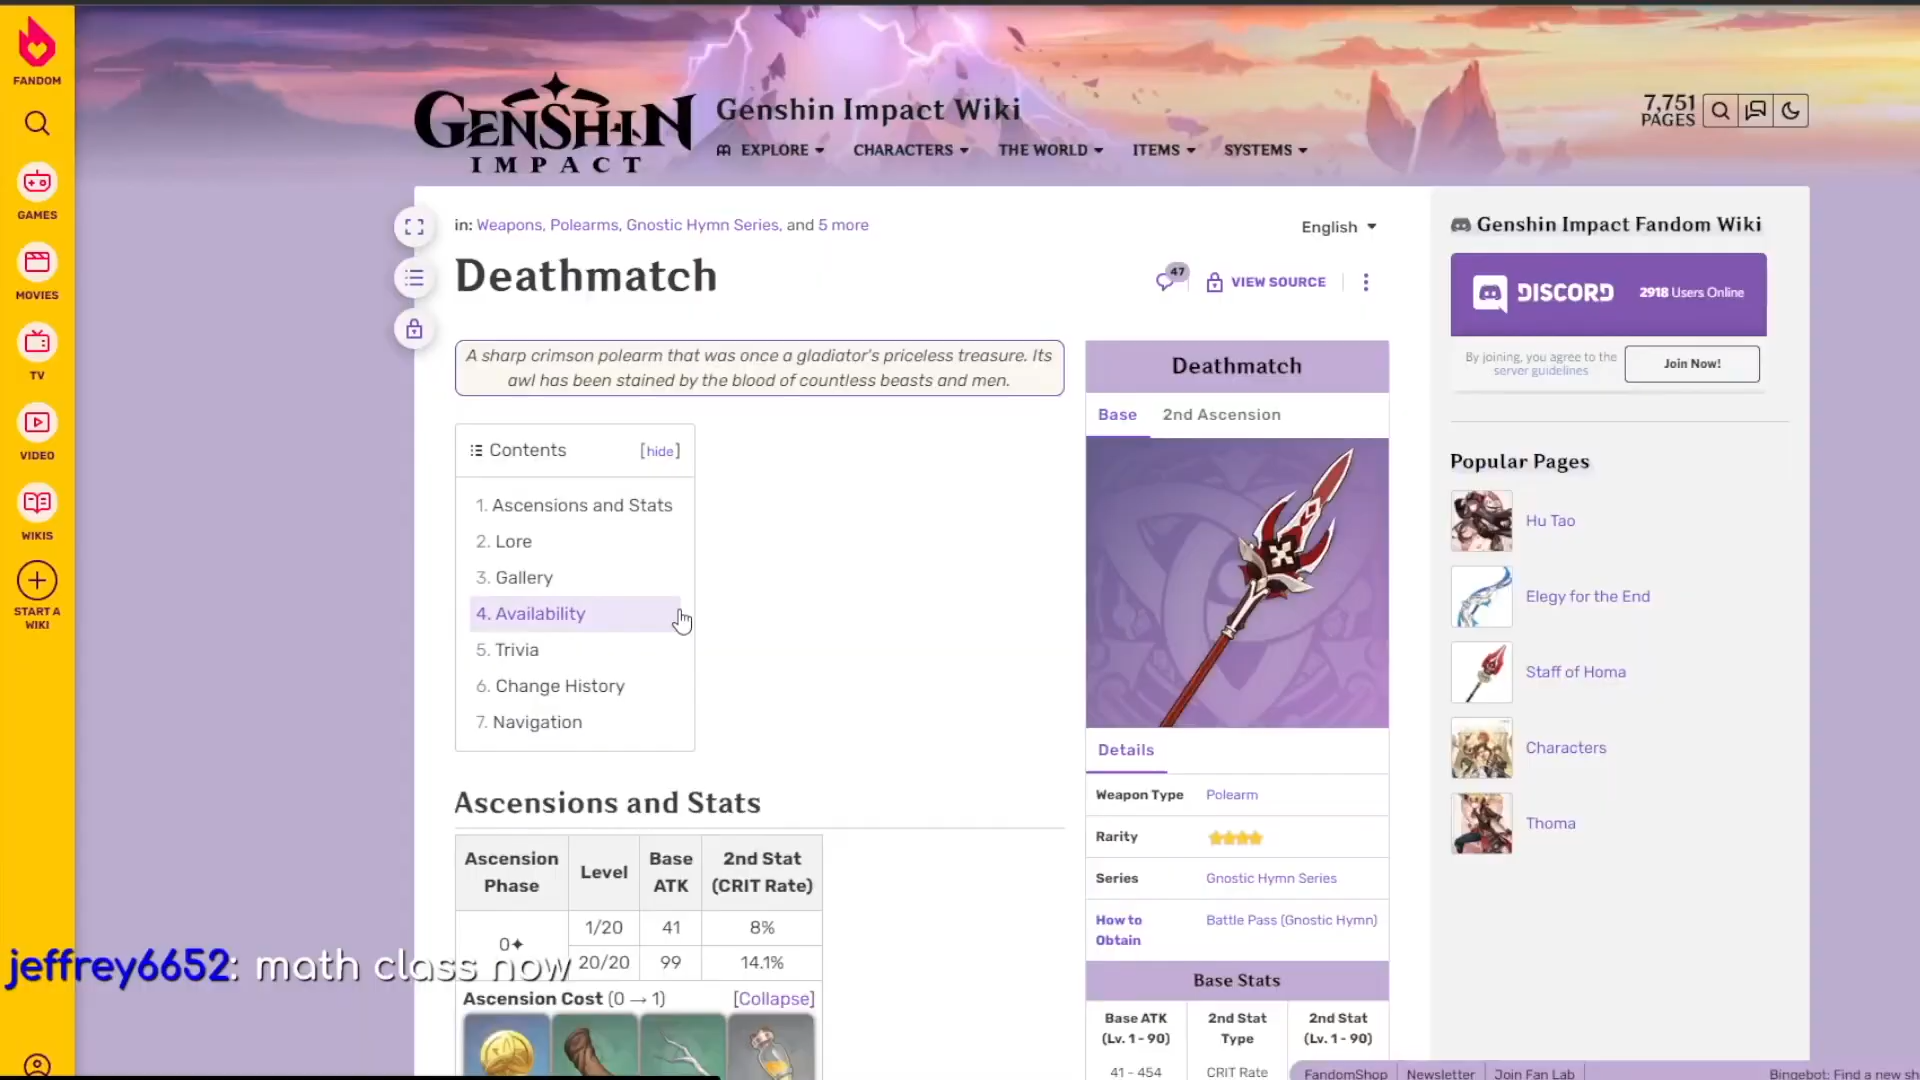 FANDOM
GAMES
MOVIES
TV
VIDEO
WIKIS
START A
WIKI
GENSHIN
IMPACT
Genshin Impact Wiki
EXPLORE
CHARACTERS
THE WORLD
ITEMS
SYSTEMS
7,751
PAGES
in: Weapons, Polearms, Gnostic Hymn Series, and 5 more
English
Deathmatch
47
VIEW SOURCE
A sharp crimson polearm that was once a gladiator's priceless treasure. Its
awl has been stained by the blood of countless beasts and men.
Contents [hide]
1. Ascensions and Stats
2. Lore
3. Gallery
4. Availability
5. Trivia
6. Change History
7. Navigation
Ascensions and Stats
Ascension Phase Level Base ATK 2nd Stat (CRIT Rate)
0✦ 1/20 41 8%
20/20 99 14.1%
Ascension Cost (0 → 1) [Collapse]
jeffrey6652: math class now
Deathmatch
Base 2nd Ascension
Details
Weapon Type Polearm
Rarity
Series Gnostic Hymn Series
How to Obtain Battle Pass (Gnostic Hymn)
Base Stats
Base ATK (Lv. 1 - 90) 2nd Stat Type 2nd Stat (Lv. 1 - 90)
41 - 454 CRIT Rate
Genshin Impact Fandom Wiki
DISCORD 2918 Users Online
By joining, you agree to the
server guidelines
Join Now!
Popular Pages
Hu Tao
Elegy for the End
Staff of Homa
Characters
Thoma
FandomShop Newsletter Join Fan Lab
Bingebot: Find a new sh